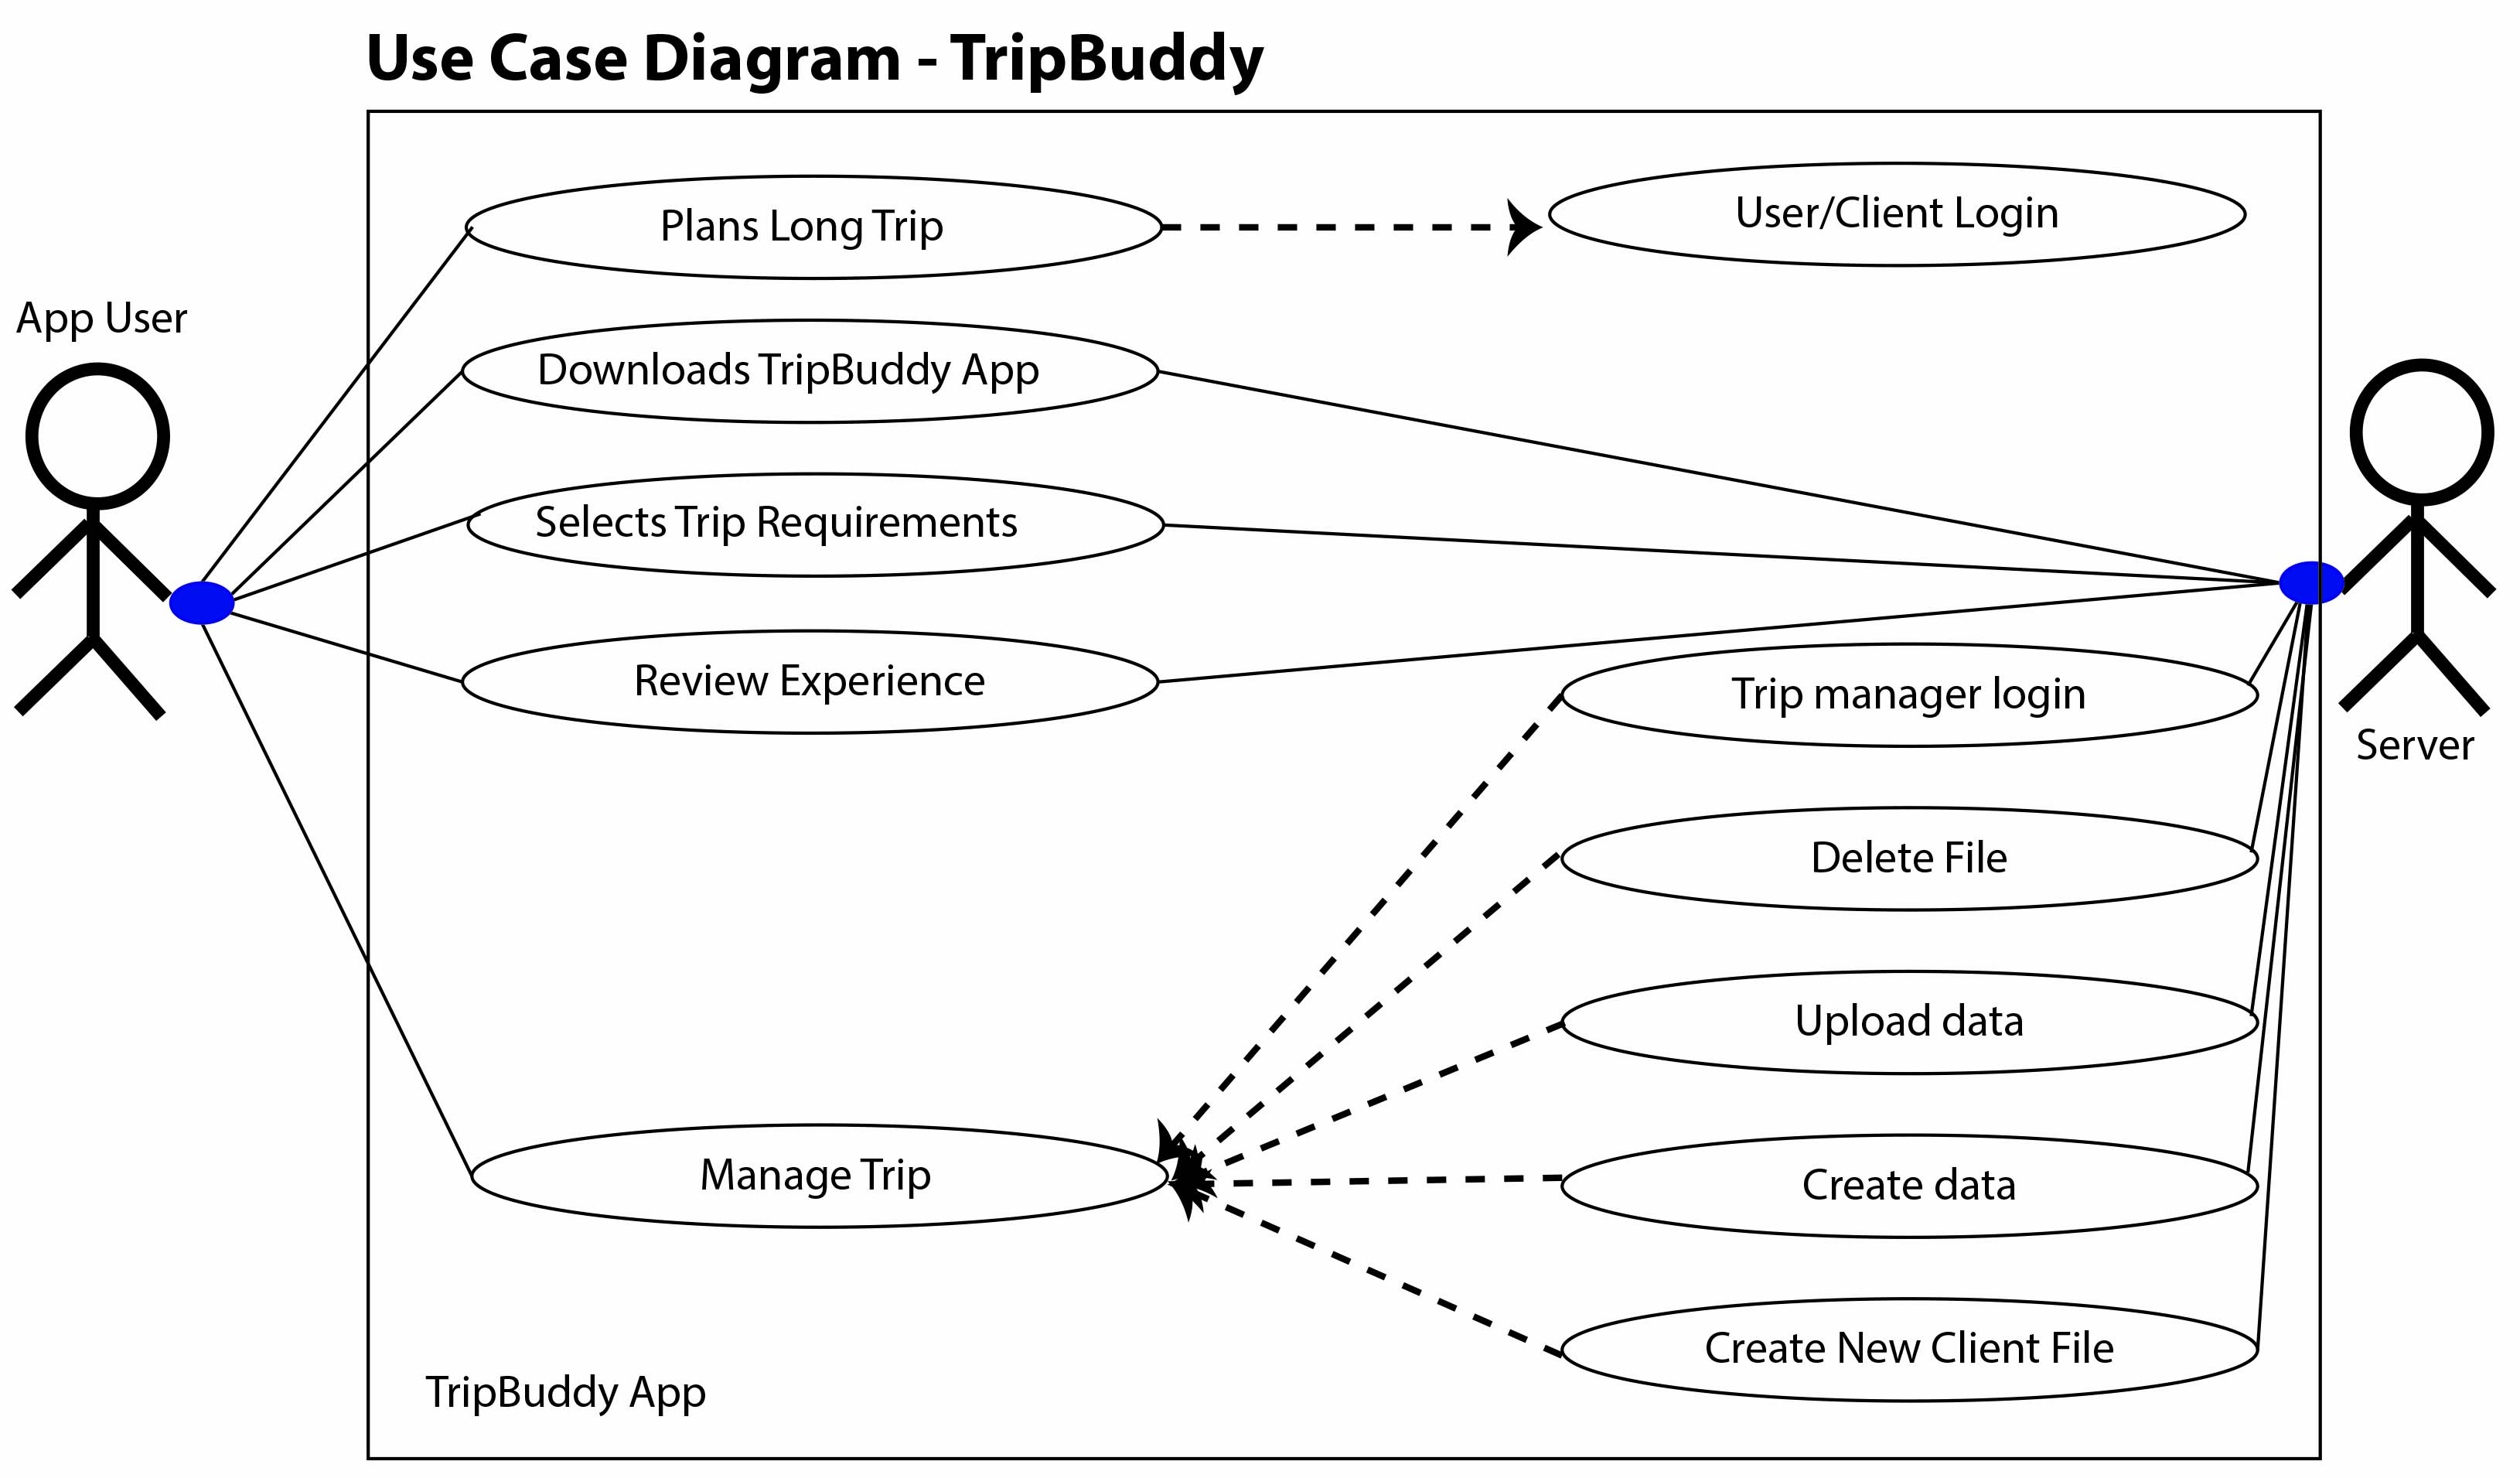 Use Case Diagram - TripBuddy
User/Client Login
Plans Long Trip
App User
Downloads TripBuddy App
Selects Trip Requirements
Review Experience
Trip manager login
Server
Delete File
Upload data
Manage Trip
Create data
Create New Client File
TripBuddy App